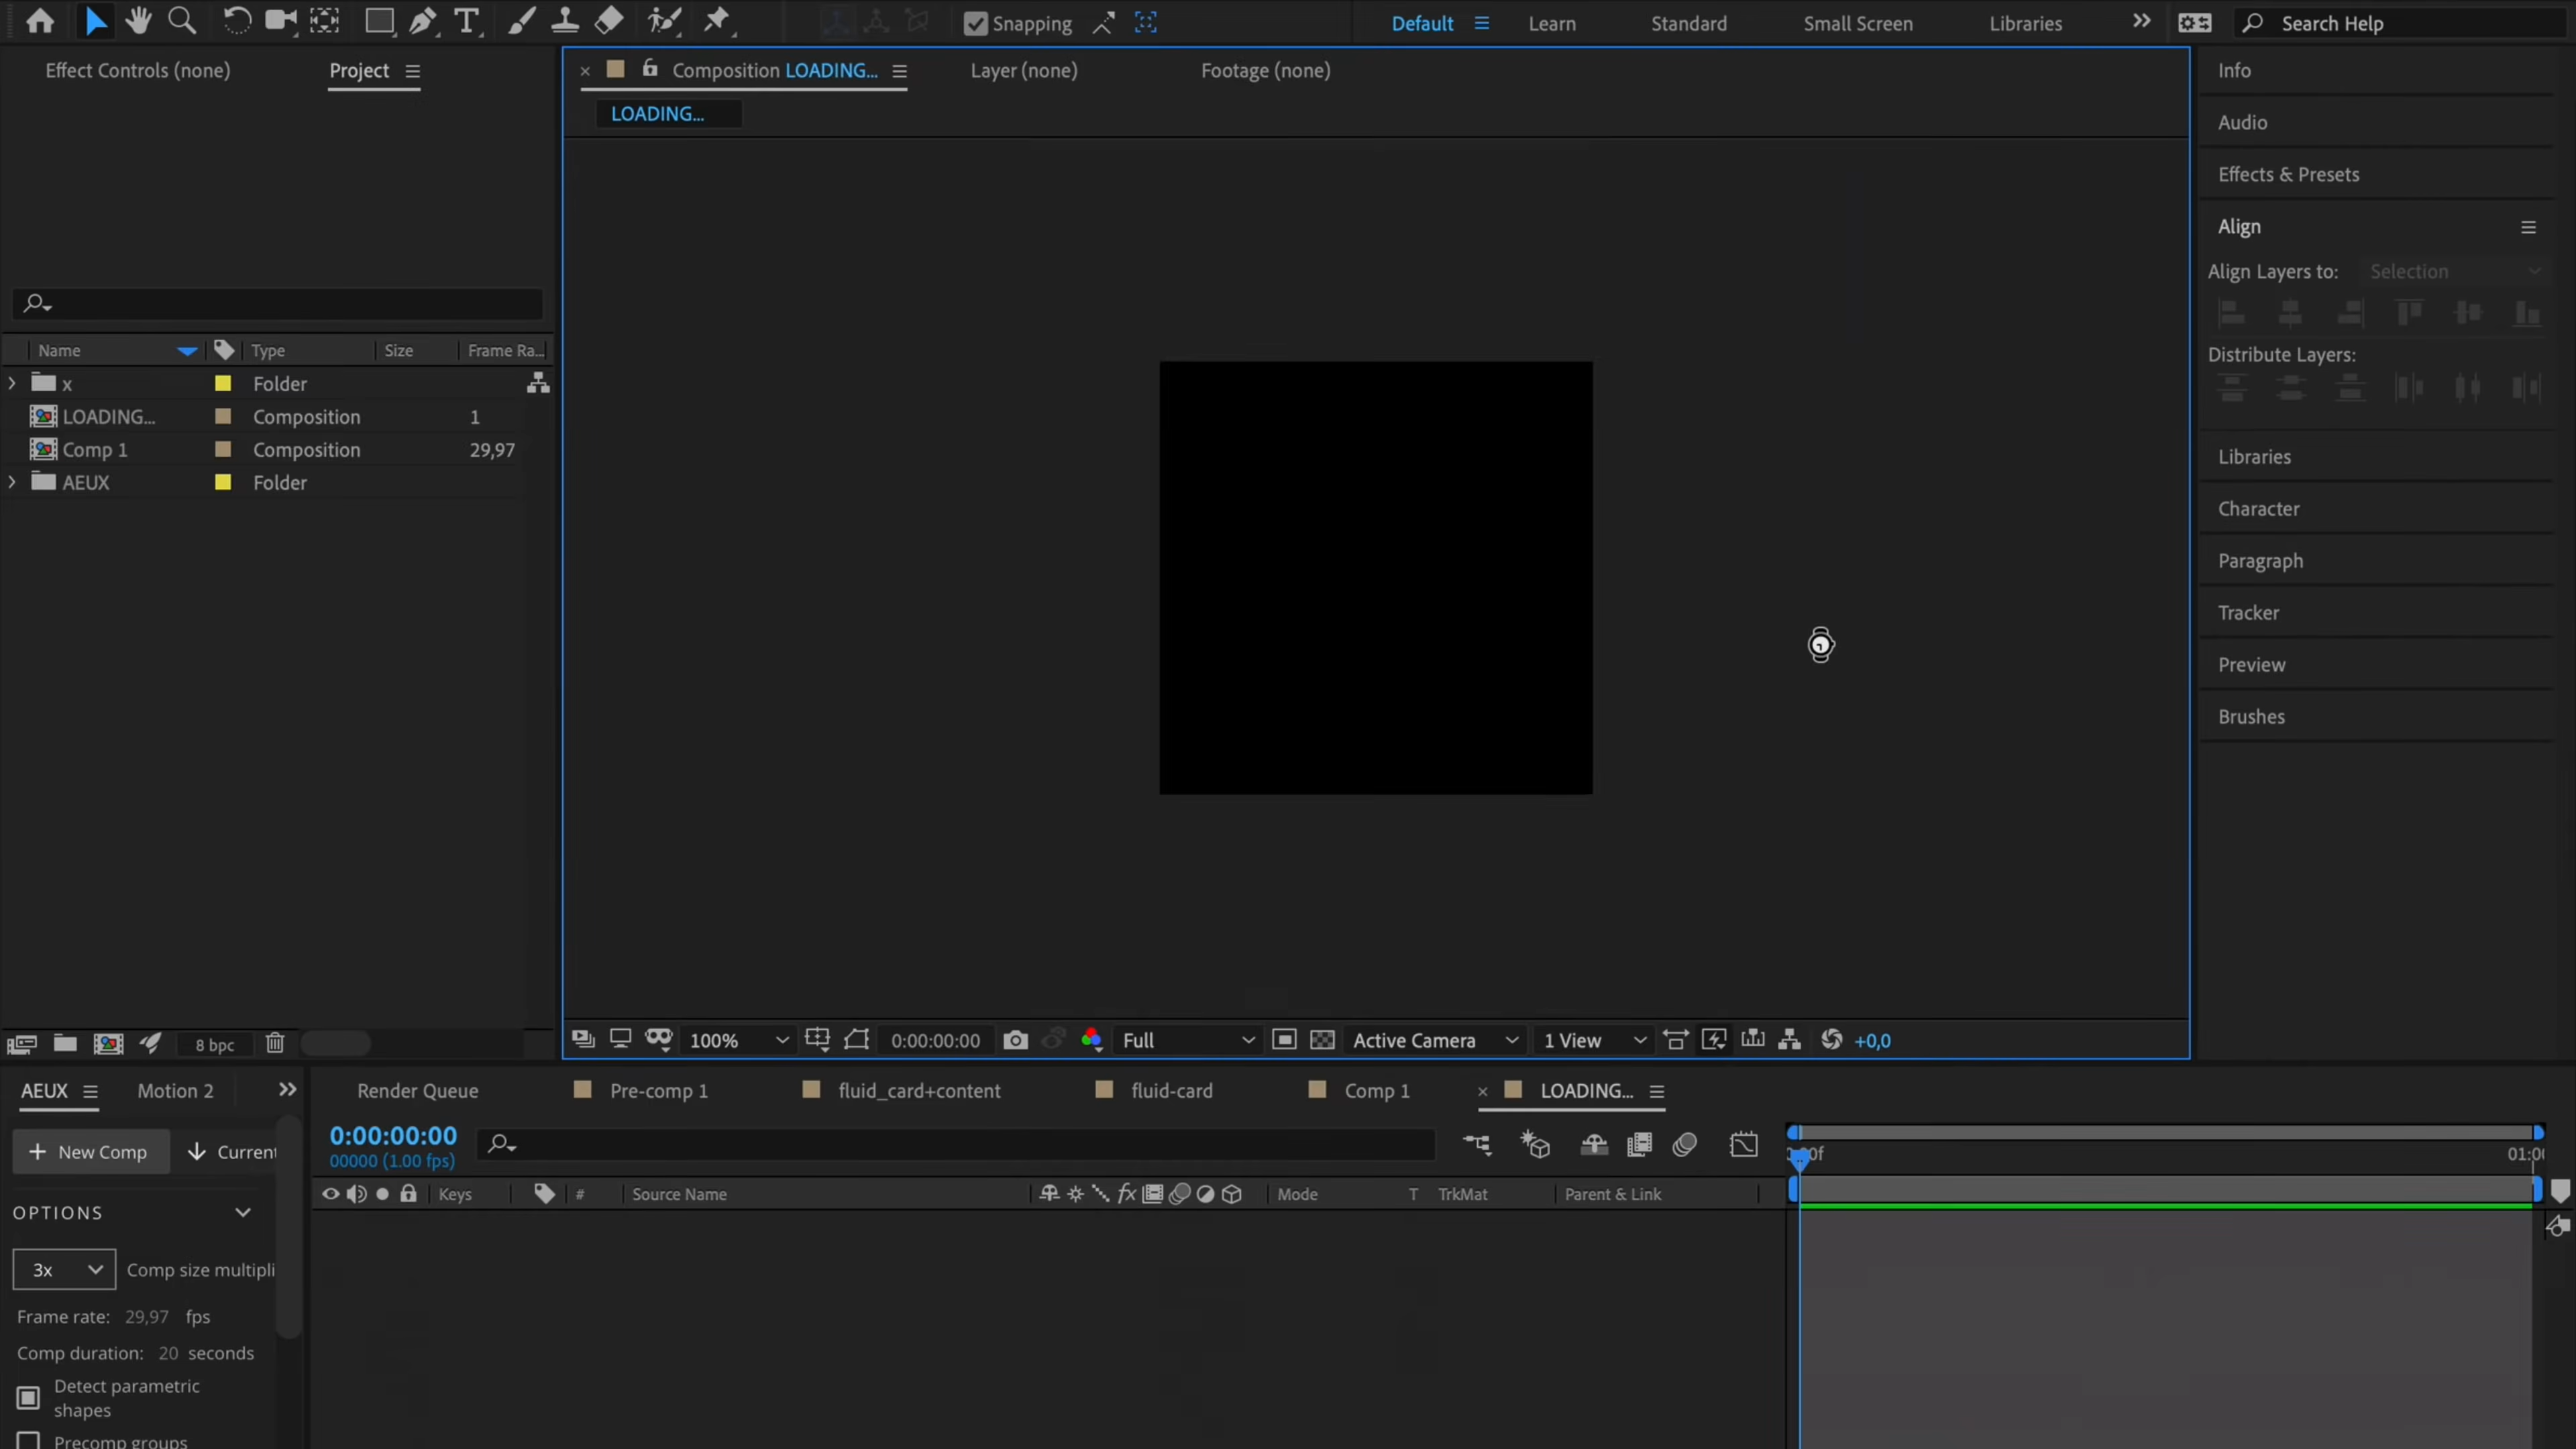 Snapping
Default
Learn
Standard
Small Screen
Libraries
Search Help
Effect Controls (none)
Project
Composition LOADING...
Layer (none)
Footage (none)
LOADING...
Name
Type
Size
Frame Ra...
x
Folder
LOADING...
Composition
1
Comp 1
Composition
29,97
AEUX
Folder
Info
Audio
Effects & Presets
Align
Align Layers to:
Selection
Distribute Layers:
Libraries
Character
Paragraph
Tracker
Preview
Brushes
8 bpc
100%
0:00:00:00
Full
Active Camera
1 View
+0,0
AEUX
Motion 2
Render Queue
Pre-comp 1
fluid_card+content
fluid-card
Comp 1
LOADING...
New Comp
Current
0:00:00:00
00000 (1.00 fps)
Keys
#
Source Name
Mode
T
TrkMat
Parent & Link
OPTIONS
3x
Comp size multipli
Frame rate: 29,97 fps
Comp duration: 20 seconds
Detect parametric
shapes
Precomp groups